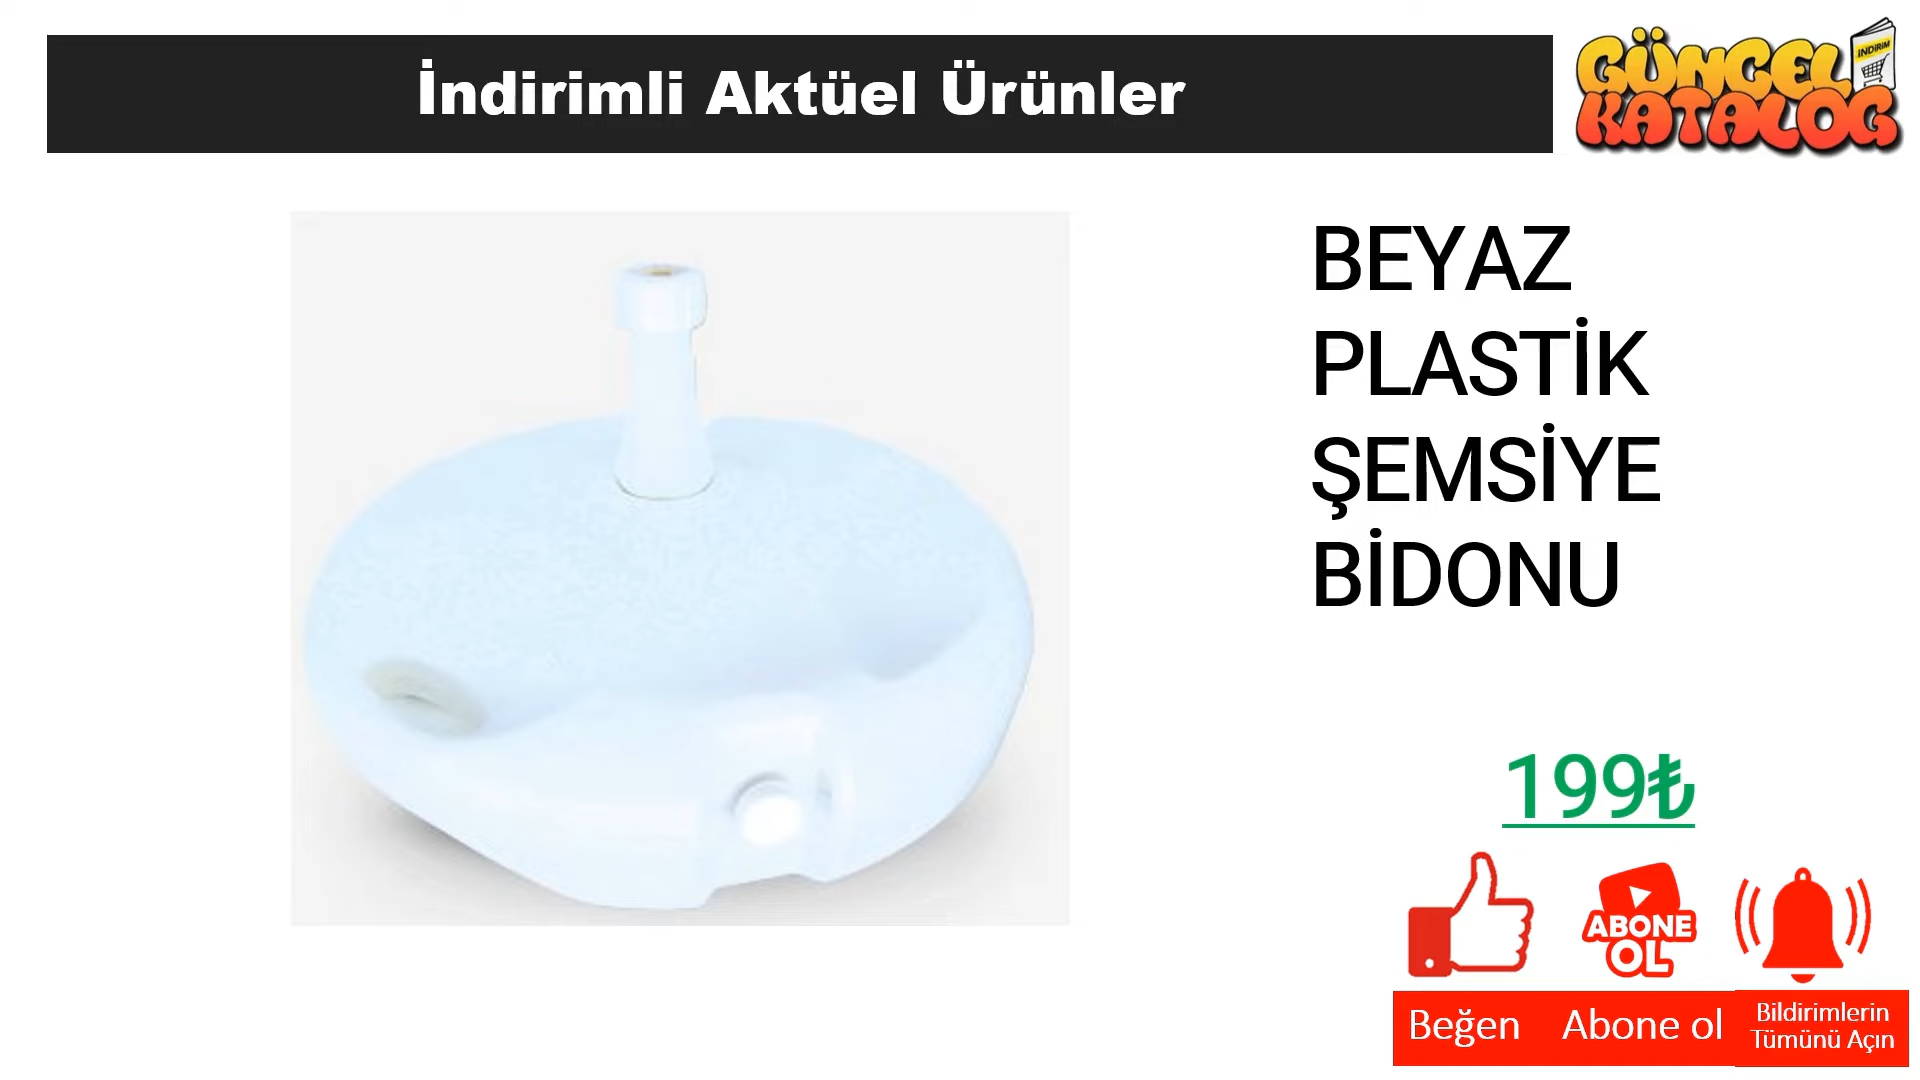 İndirimli Aktüel Ürünler
GÜNCEL
KATALOG
İNDİRİM
BEYAZ
PLASTİK
ŞEMSİYE
BİDONU
199₺
ABONE
OL
Beğen
Abone ol
Bildirimlerin
Tümünü Açın